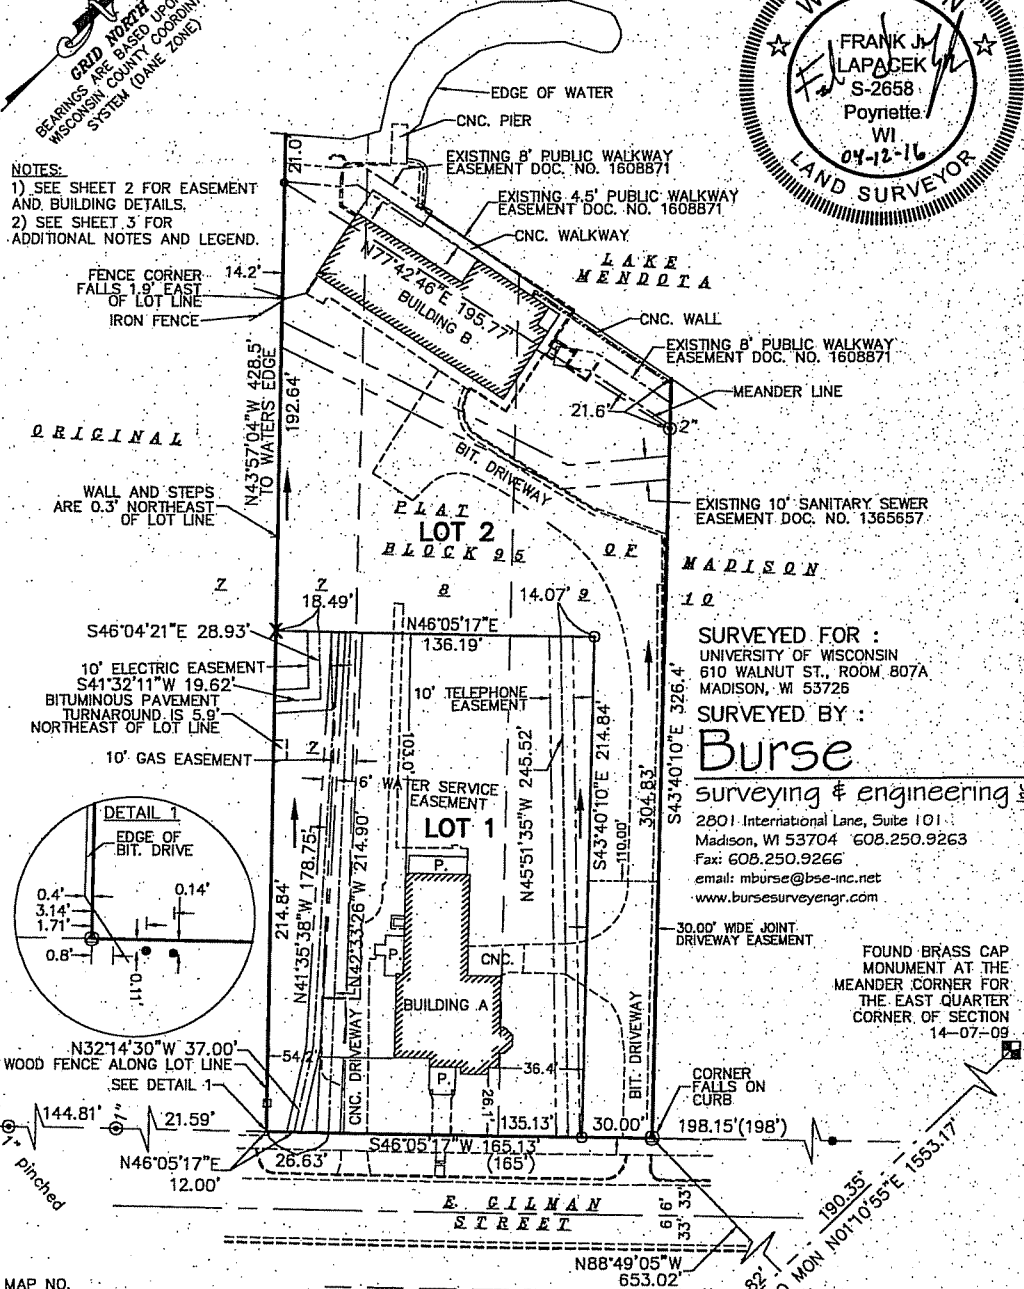 GRID NORTH
BEARINGS ARE BASED UPON
WISCONSIN COUNTY COORDINATE
SYSTEM (DANE ZONE)
FRANK J.
LAPACEK
S-2658
Poynette
WI
04-12-16
LAND SURVEYOR
EDGE OF WATER
CNC. PIER
NOTES:
1) SEE SHEET 2 FOR EASEMENT
AND BUILDING DETAILS.
2) SEE SHEET 3 FOR
ADDITIONAL NOTES AND LEGEND.
21.0'
EXISTING 8' PUBLIC WALKWAY
EASEMENT DOC. NO. 1608871
EXISTING 4.5' PUBLIC WALKWAY
EASEMENT DOC. NO. 1608871
CNC. WALKWAY
LAKE
MENDOTA
FENCE CORNER
FALLS 1.9' EAST
OF LOT LINE
14.2'
IRON FENCE
N77°42'46"E 195.77'
BUILDING B
CNC. WALL
EXISTING 8' PUBLIC WALKWAY
EASEMENT DOC. NO. 1608871
MEANDER LINE
21.6'
2"
N43°57'04"W 428.5'
TO WATERS EDGE
192.64'
ORIGINAL
BIT. DRIVEWAY
WALL AND STEPS
ARE 0.3' NORTHEAST
OF LOT LINE
EXISTING 10' SANITARY SEWER
EASEMENT DOC. NO. 1365657
PLAT
LOT 2
BLOCK 95
OF
MADISON
7
7
8
9
10
18.49'
14.07'
S46°04'21"E 28.93'
N46°05'17"E
136.19'
10' ELECTRIC EASEMENT
S41°32'11"W 19.62'
BITUMINOUS PAVEMENT
TURNAROUND IS 5.9'
NORTHEAST OF LOT LINE
10' GAS EASEMENT
10' TELEPHONE
EASEMENT
SURVEYED FOR :
UNIVERSITY OF WISCONSIN
610 WALNUT ST., ROOM 807A
MADISON, WI 53726
SURVEYED BY :
Burse
surveying & engineering inc
2801 International Lane, Suite 101
Madison, WI 53704 608.250.9263
Fax: 608.250.9266
email: mburse@bse-inc.net
www.bursesurveyengr.com
7
103.0'
6' WATER SERVICE
EASEMENT
LOT 1
N45°51'35"W 245.52'
S43°40'10"E 214.84'
110.00'
304.83'
S43°40'10"E 326.4'
214.84'
N41°35'38"W 178.75'
N42°33'26"W 214.90'
DETAIL 1
EDGE OF
BIT. DRIVE
0.4'
3.14'
1.71'
0.8'
0.14'
0.11'
P.
P.
P.
CNC.
BUILDING A
30.00' WIDE JOINT
DRIVEWAY EASEMENT
FOUND BRASS CAP
MONUMENT AT THE
MEANDER CORNER FOR
THE EAST QUARTER
CORNER OF SECTION
14-07-09
CNC. DRIVEWAY
BIT. DRIVEWAY
N32°14'30"W 37.00'
WOOD FENCE ALONG LOT LINE
SEE DETAIL 1
36.4'
26.1'
CORNER
FALLS ON
CURB
1" pinched
144.81'
1"
21.59'
135.13'
30.00'
198.15'(198')
N46°05'17"E
12.00'
26.63'
S46°05'17"W 165.13'
(165')
E. GILMAN
STREET
6'6'
33' 33'
N88°49'05"W
653.02'
190.35'
MON N01°10'55"E 1553.17'
MAP NO.